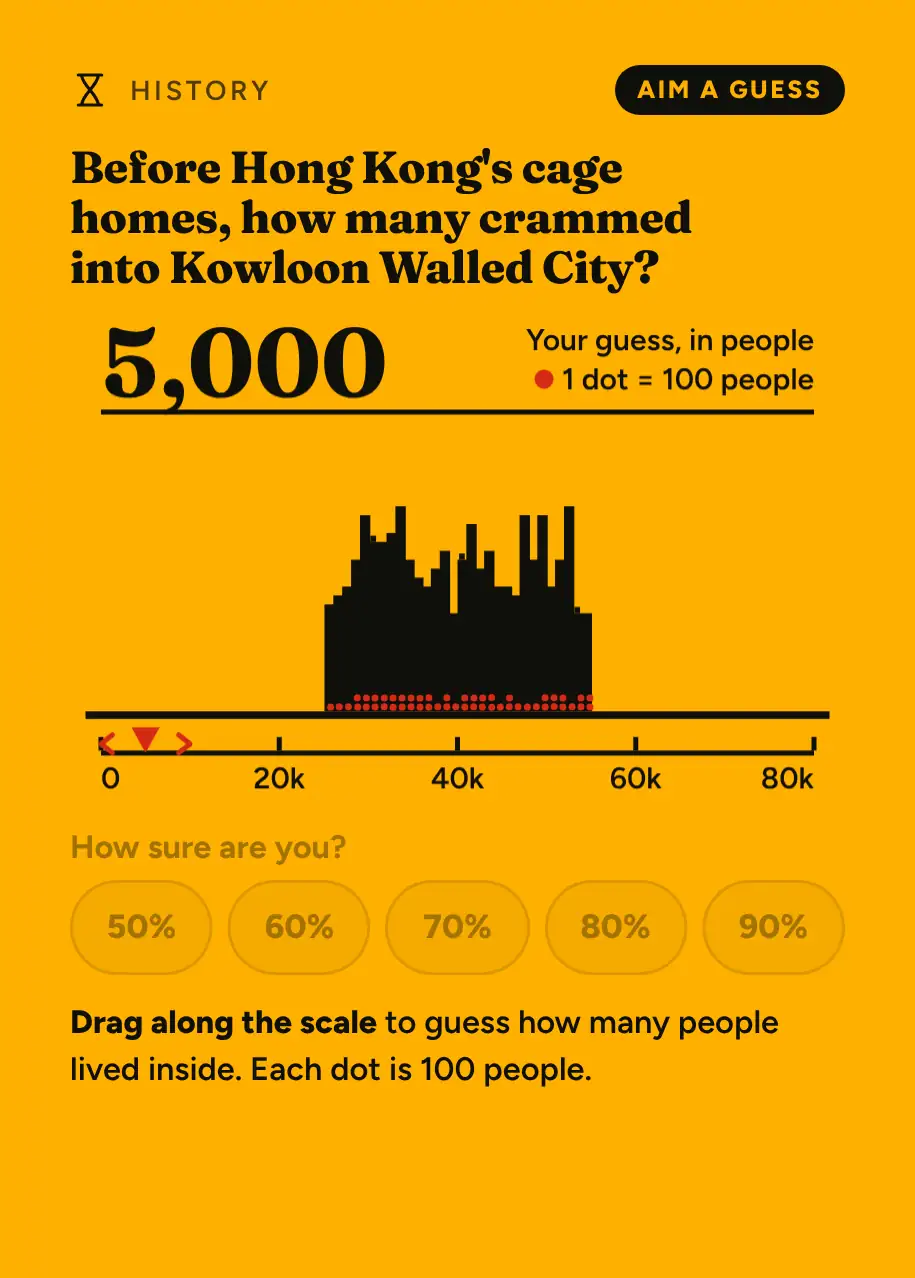 HISTORY
AIM A GUESS
Before Hong Kong's cage
homes, how many crammed
into Kowloon Walled City?
5,000
Your guess, in people
1 dot = 100 people
0 20k 40k 60k 80k
How sure are you?
50% 60% 70% 80% 90%
Drag along the scale to guess how many people
lived inside. Each dot is 100 people.